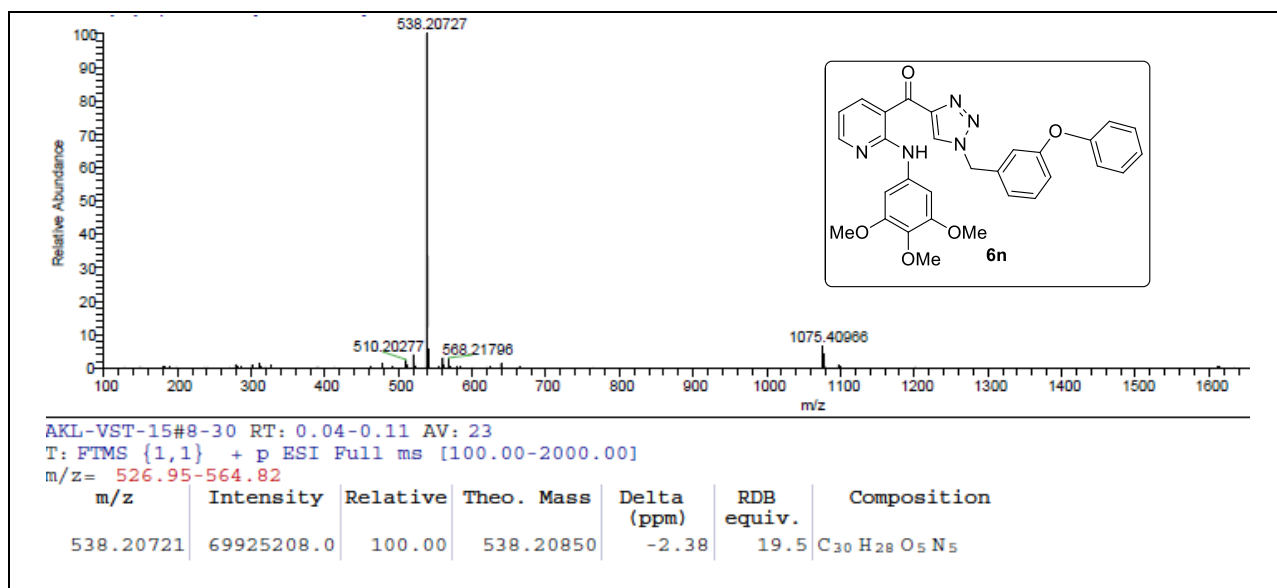 538.20727
100
90
80
70
60
50
40
30
20
10
0
Relative Abundance
510.20277
568.21796
1075.40966
100 200 300 400 500 600 700 800 900 1000 1100 1200 1300 1400 1500 1600
m/z
O
N
N
N
N
NH
O
MeO
OMe
OMe
6n
AKL-VST-15#8-30 RT: 0.04-0.11 AV: 23
T: FTMS {1,1} + p ESI Full ms [100.00-2000.00]
m/z= 526.95-564.82
m/z Intensity Relative Theo. Mass Delta (ppm) RDB equiv. Composition
538.20721 69925208.0 100.00 538.20850 -2.38 19.5 C30 H28 O5 N5